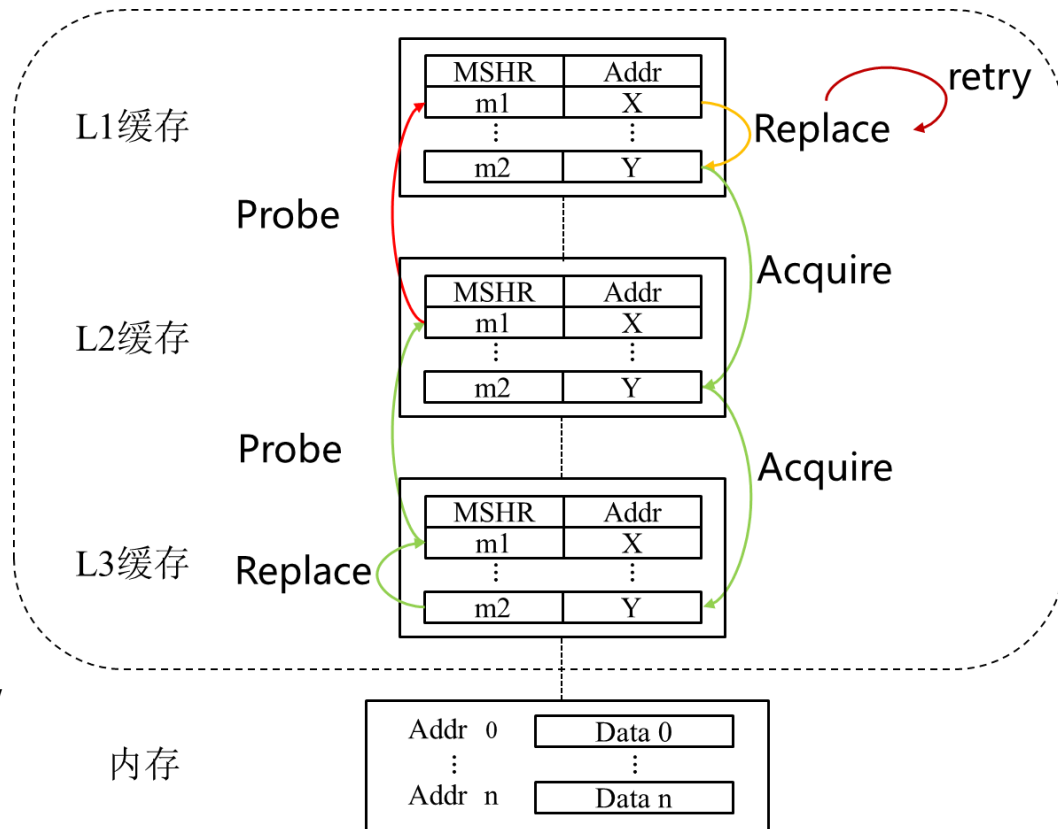 L1缓存
MSHR Addr
m1 X
⋮ ⋮
m2 Y
Replace
retry
Probe
Acquire
L2缓存
MSHR Addr
m1 X
⋮ ⋮
m2 Y
Probe
Acquire
L3缓存
MSHR Addr
m1 X
⋮ ⋮
m2 Y
Replace
内存
Addr 0 Data 0
⋮ ⋮
Addr n Data n